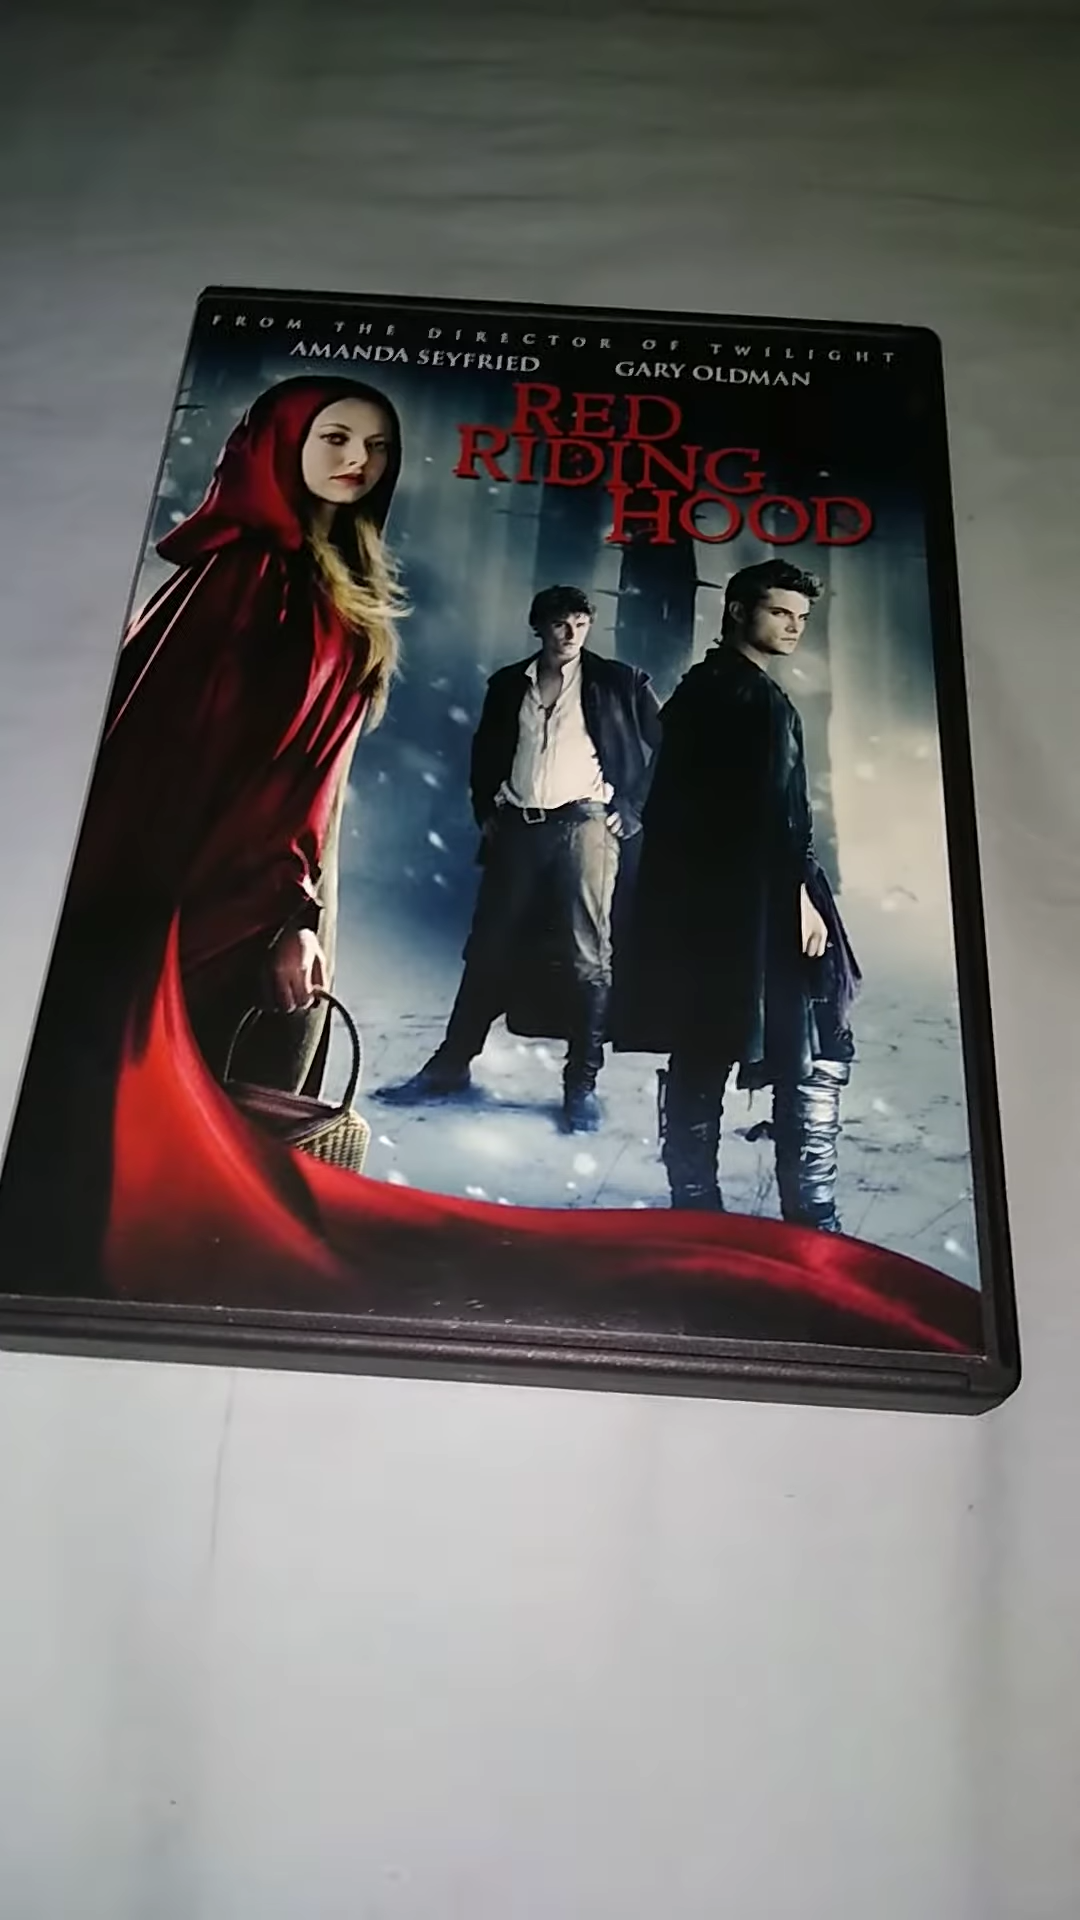 FROM THE DIRECTOR OF TWILIGHT
AMANDA SEYFRIED GARY OLDMAN
RED
RIDING
HOOD